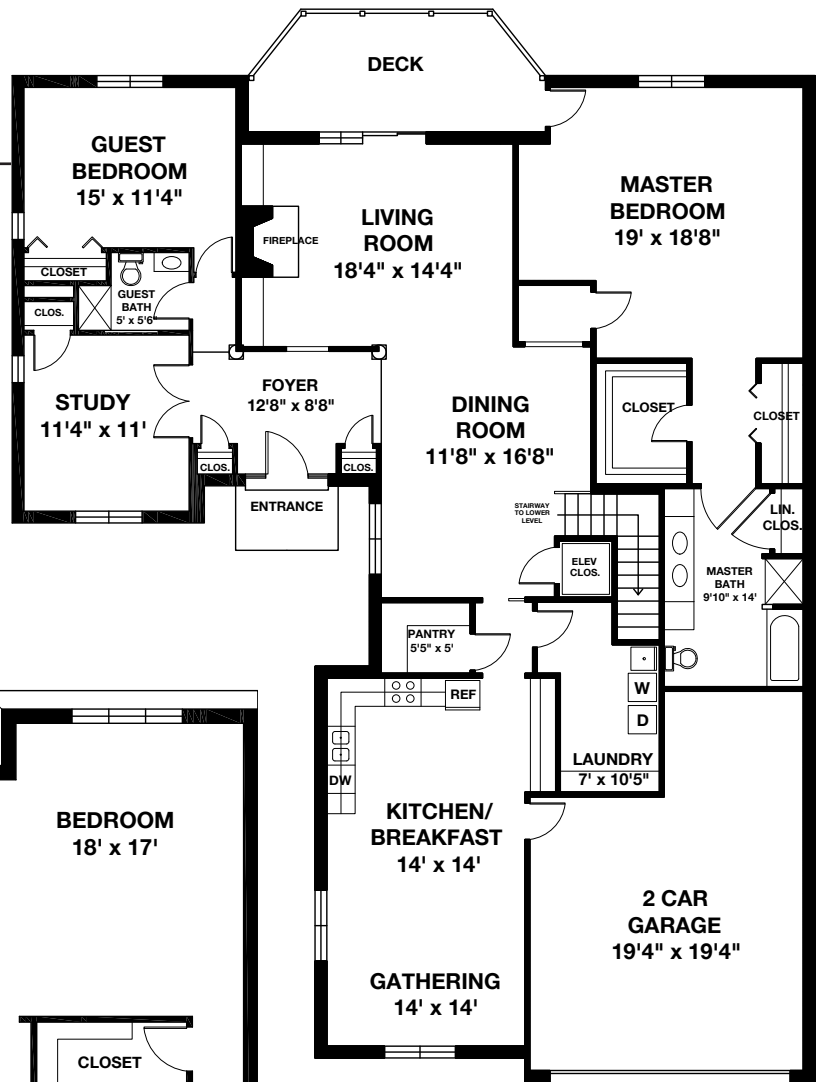 DECK
GUEST
BEDROOM
15' x 11'4"
LIVING
ROOM
18'4" x 14'4"
FIREPLACE
MASTER
BEDROOM
19' x 18'8"
CLOSET
GUEST
BATH
5' x 5'6"
CLOS.
STUDY
11'4" x 11'
FOYER
12'8" x 8'8"
CLOS.
CLOS.
ENTRANCE
DINING
ROOM
11'8" x 16'8"
CLOSET
CLOSET
STAIRWAY
TO LOWER
LEVEL
ELEV
CLOS.
LIN.
CLOS.
MASTER
BATH
9'10" x 14'
PANTRY
5'5" x 5'
REF
W
D
LAUNDRY
7' x 10'5"
DW
KITCHEN/
BREAKFAST
14' x 14'
GATHERING
14' x 14'
2 CAR
GARAGE
19'4" x 19'4"
BEDROOM
18' x 17'
CLOSET